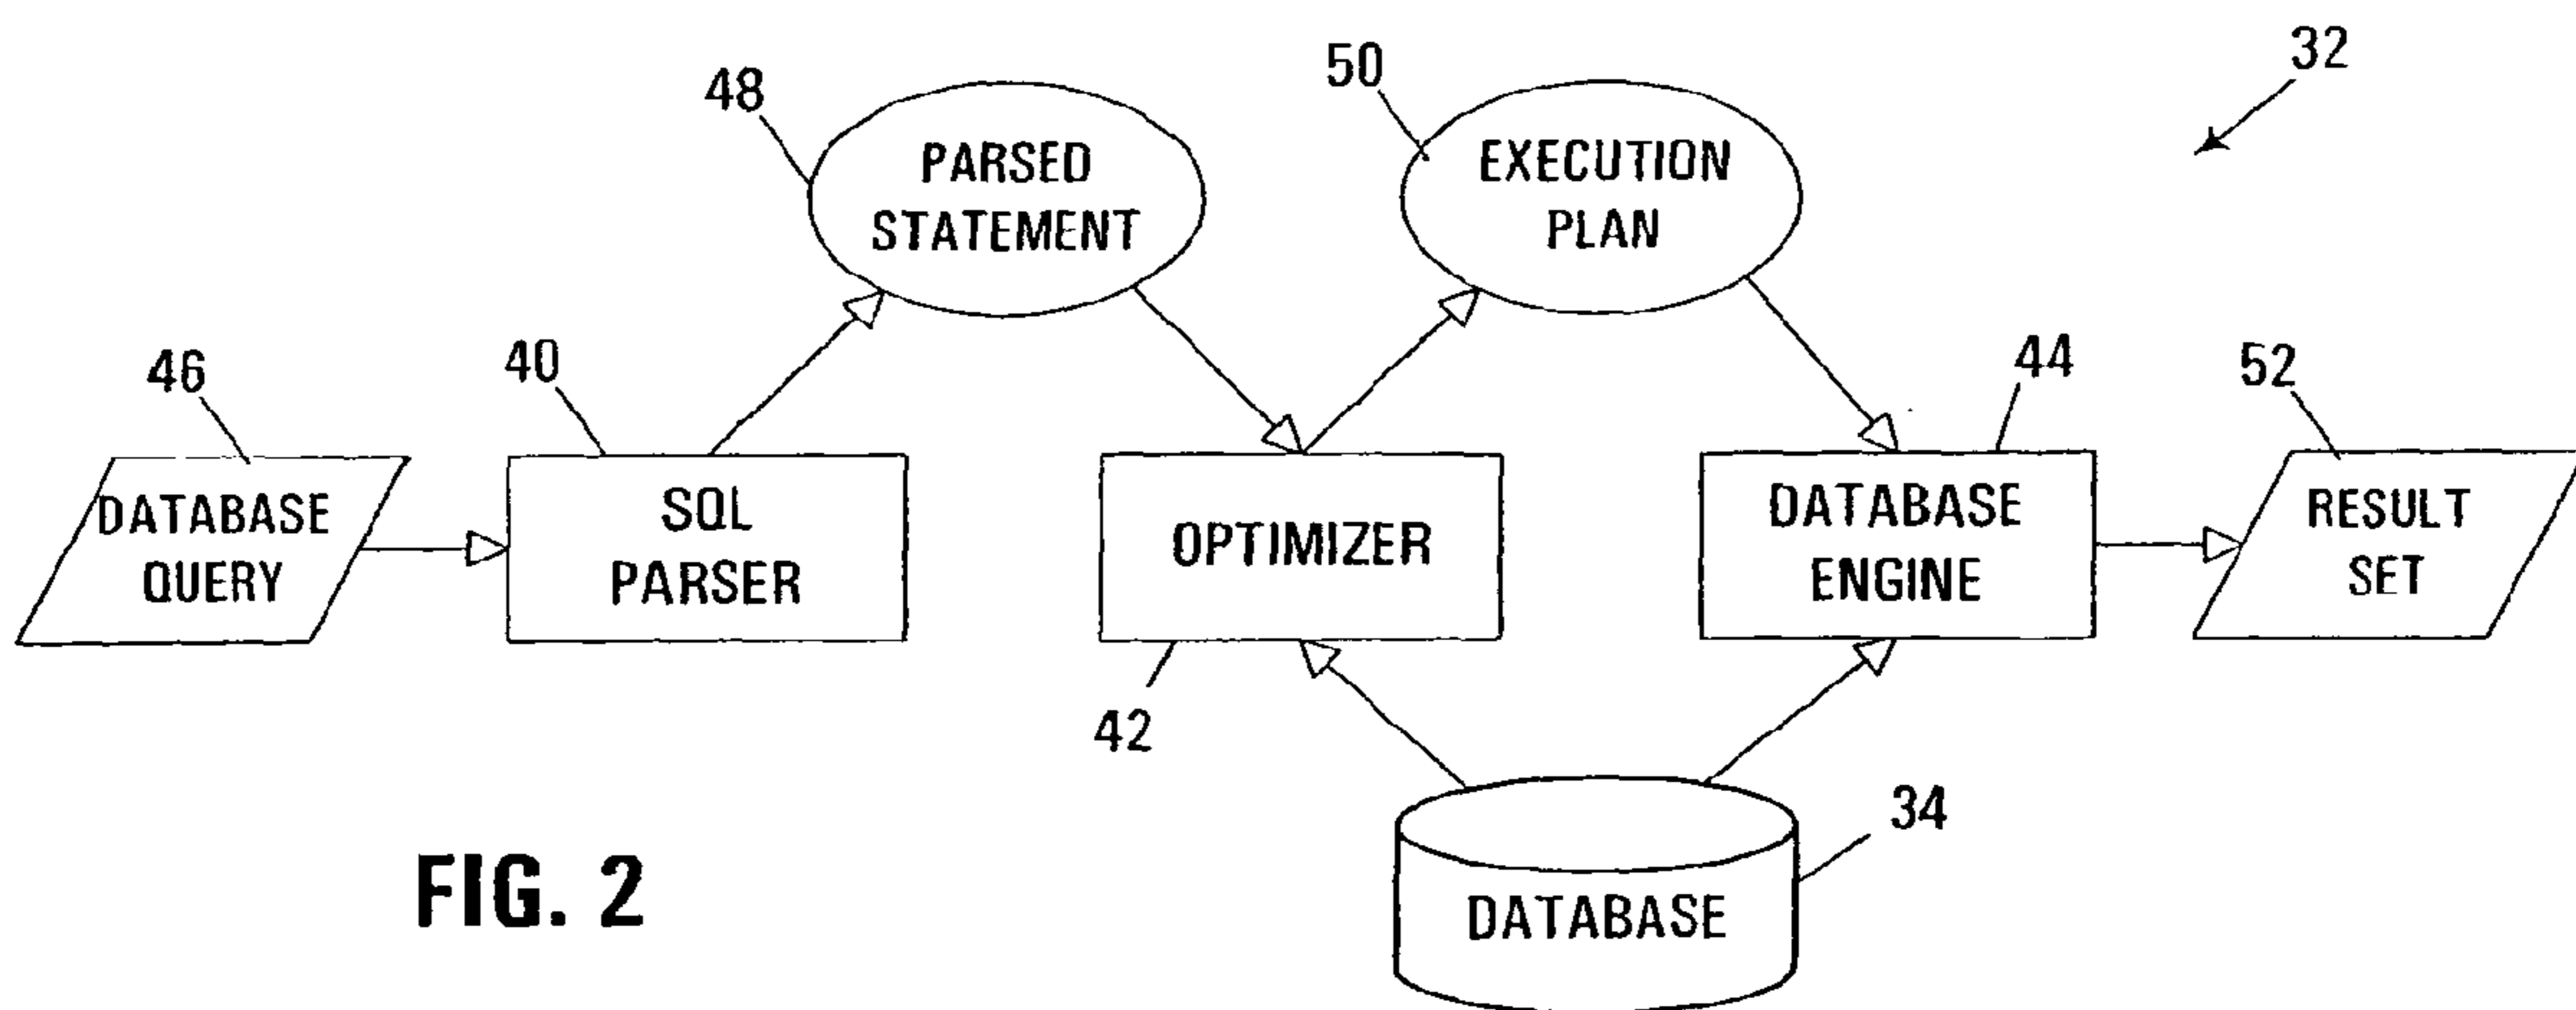 32
48
PARSED
STATEMENT
50
EXECUTION
PLAN
46
DATABASE
QUERY
40
SQL
PARSER
OPTIMIZER
42
44
DATABASE
ENGINE
52
RESULT
SET
34
DATABASE
FIG. 2